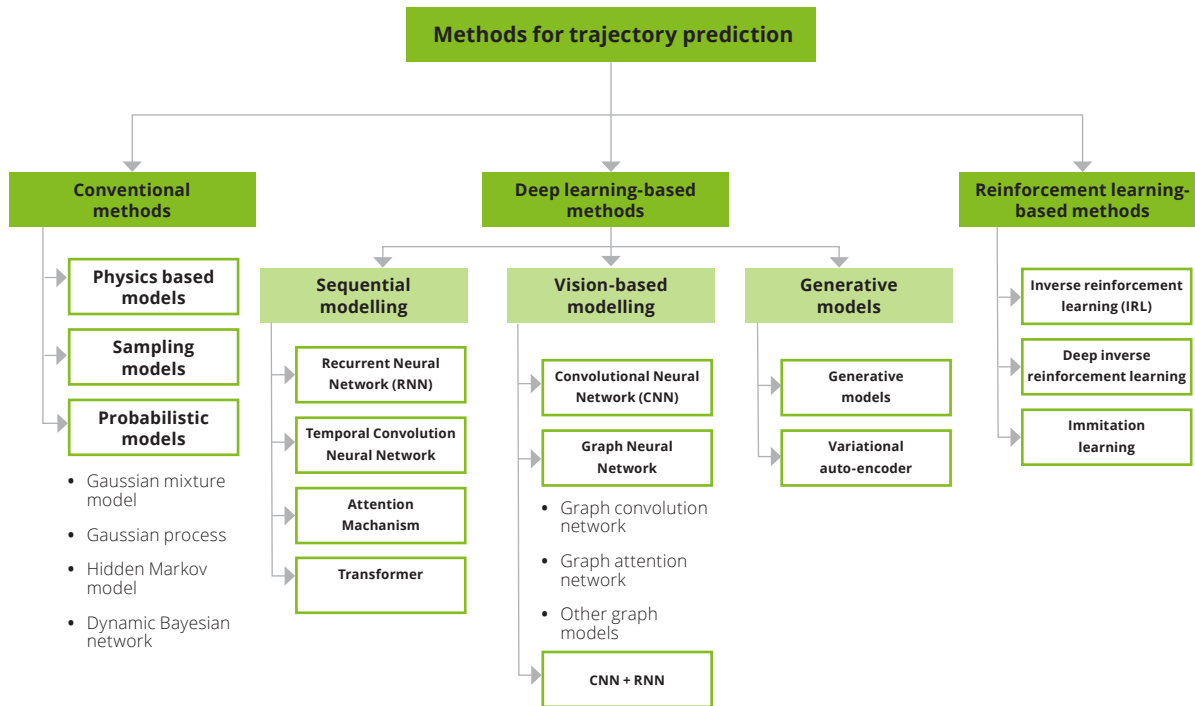 Methods for trajectory prediction
Conventional
methods
Physics based
models
Sampling
models
Probabilistic
models
• Gaussian mixture
model
• Gaussian process
• Hidden Markov
model
• Dynamic Bayesian
network
Deep learning-based
methods
Sequential
modelling
Recurrent Neural
Network (RNN)
Temporal Convolution
Neural Network
Attention
Machanism
Transformer
Vision-based
modelling
Convolutional Neural
Network (CNN)
Graph Neural
Network
• Graph convolution
network
• Graph attention
network
• Other graph
models
CNN + RNN
Generative
models
Generative
models
Variational
auto-encoder
Reinforcement learning-
based methods
Inverse reinforcement
learning (IRL)
Deep inverse
reinforcement learning
Immitation
learning